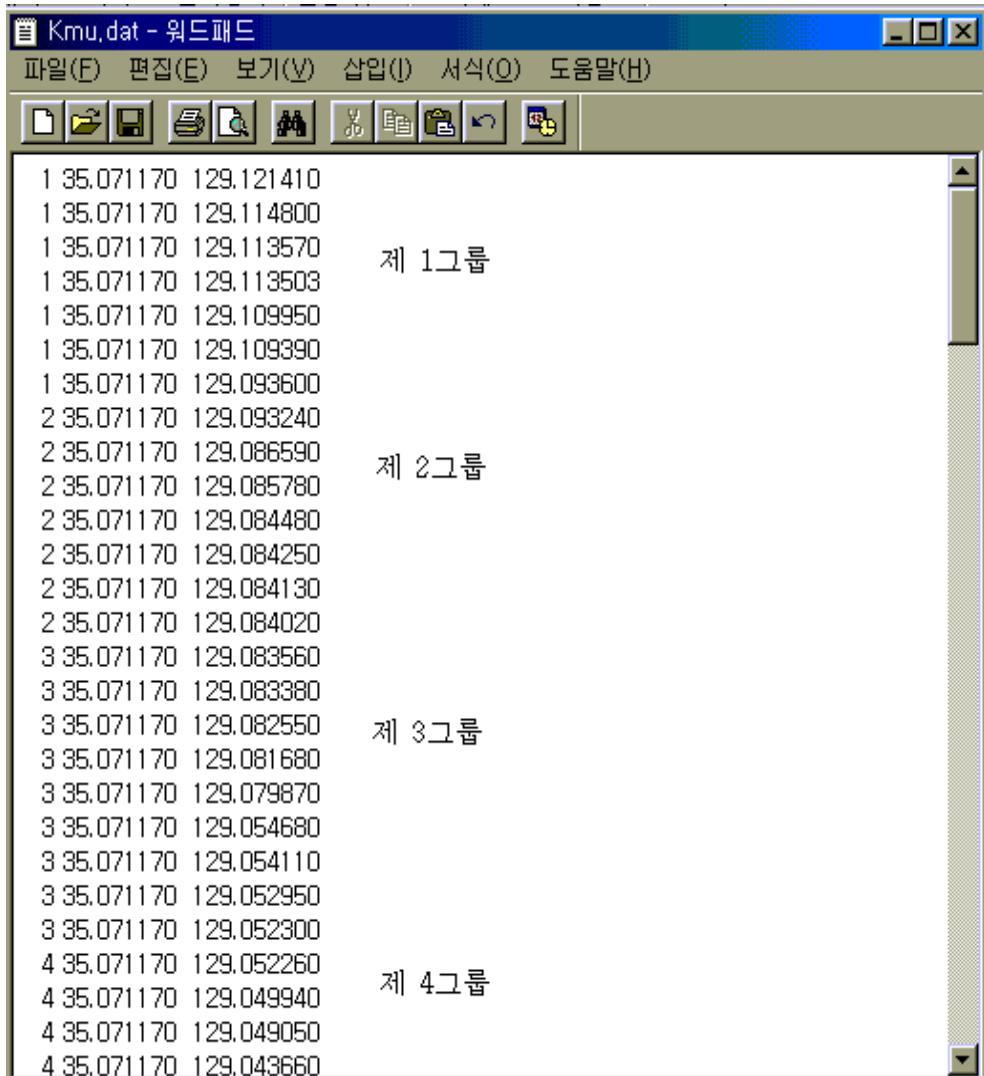 Kmu.dat - 워드패드
파일(F) 편집(E) 보기(V) 삽입(I) 서식(O) 도움말(H)
1 35.071170 129.121410
1 35.071170 129.114800
1 35.071170 129.113570
제 1그룹
1 35.071170 129.113503
1 35.071170 129.109950
1 35.071170 129.109390
1 35.071170 129.093600
2 35.071170 129.093240
2 35.071170 129.086590
제 2그룹
2 35.071170 129.085780
2 35.071170 129.084480
2 35.071170 129.084250
2 35.071170 129.084130
2 35.071170 129.084020
3 35.071170 129.083560
3 35.071170 129.083380
3 35.071170 129.082550
제 3그룹
3 35.071170 129.081680
3 35.071170 129.079870
3 35.071170 129.054680
3 35.071170 129.054110
3 35.071170 129.052950
3 35.071170 129.052300
4 35.071170 129.052260
제 4그룹
4 35.071170 129.049940
4 35.071170 129.049050
4 35.071170 129.043660